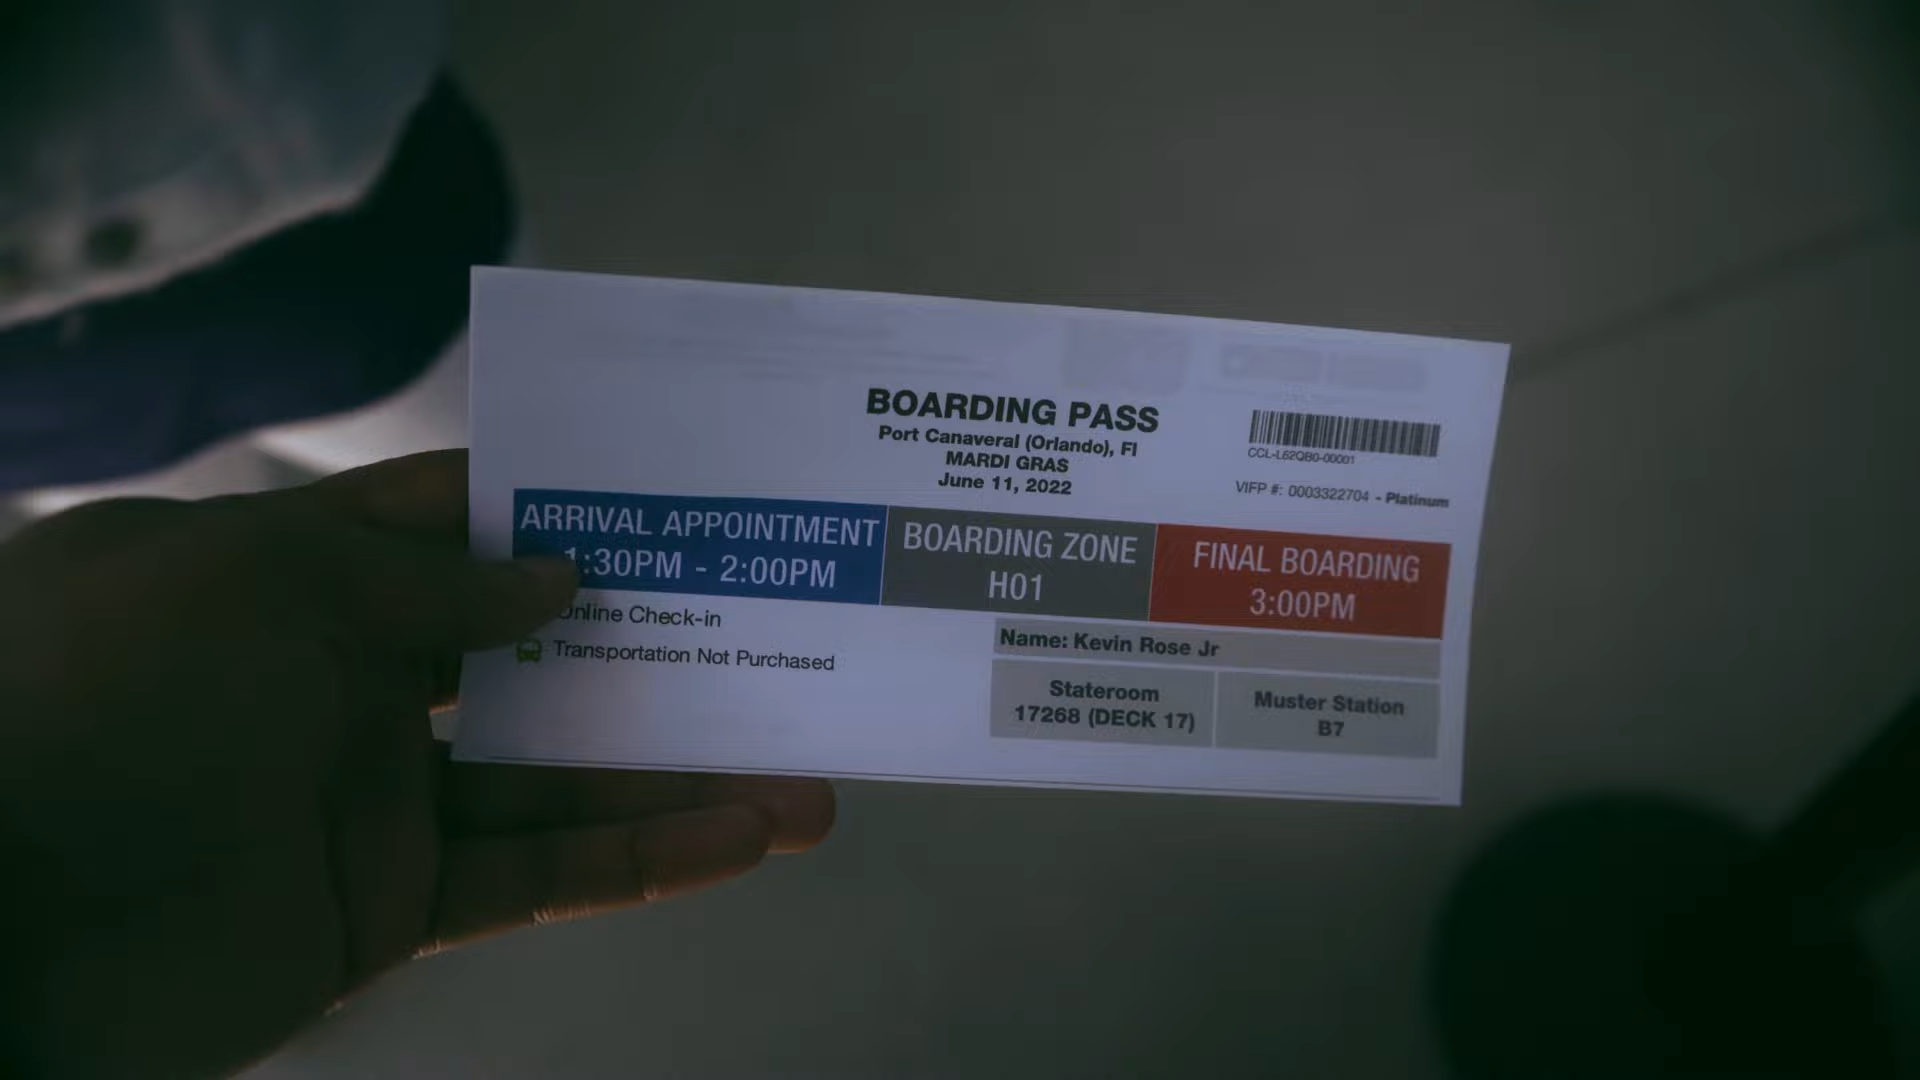 BOARDING PASS
Port Canaveral (Orlando), Fl
MARDI GRAS
June 11, 2022
CCL-L62QB0-00001
VIFP #: 0003322704 - Platinum
ARRIVAL APPOINTMENT
1:30PM - 2:00PM
BOARDING ZONE
H01
FINAL BOARDING
3:00PM
Online Check-in
Transportation Not Purchased
Name: Kevin Rose Jr
Stateroom
17268 (DECK 17)
Muster Station
B7